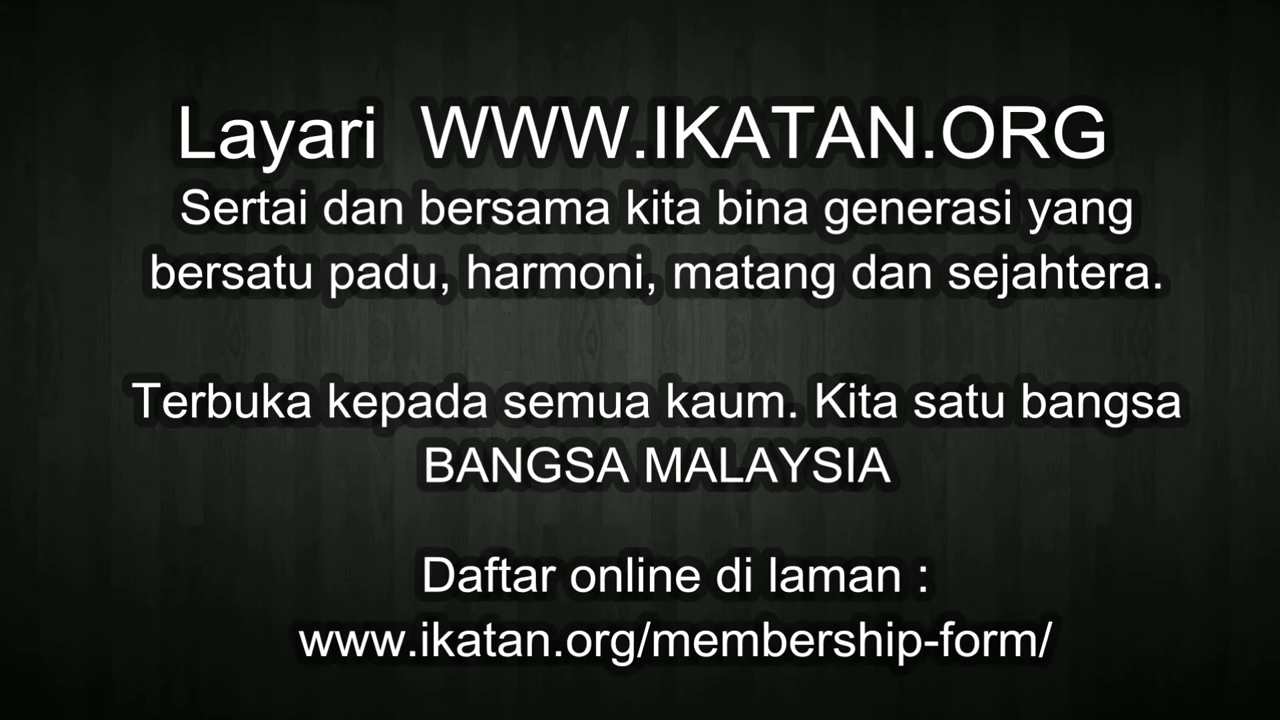 Layari WWW.IKATAN.ORG
Sertai dan bersama kita bina generasi yang
bersatu padu, harmoni, matang dan sejahtera.
Terbuka kepada semua kaum. Kita satu bangsa
BANGSA MALAYSIA
Daftar online di laman :
www.ikatan.org/membership-form/